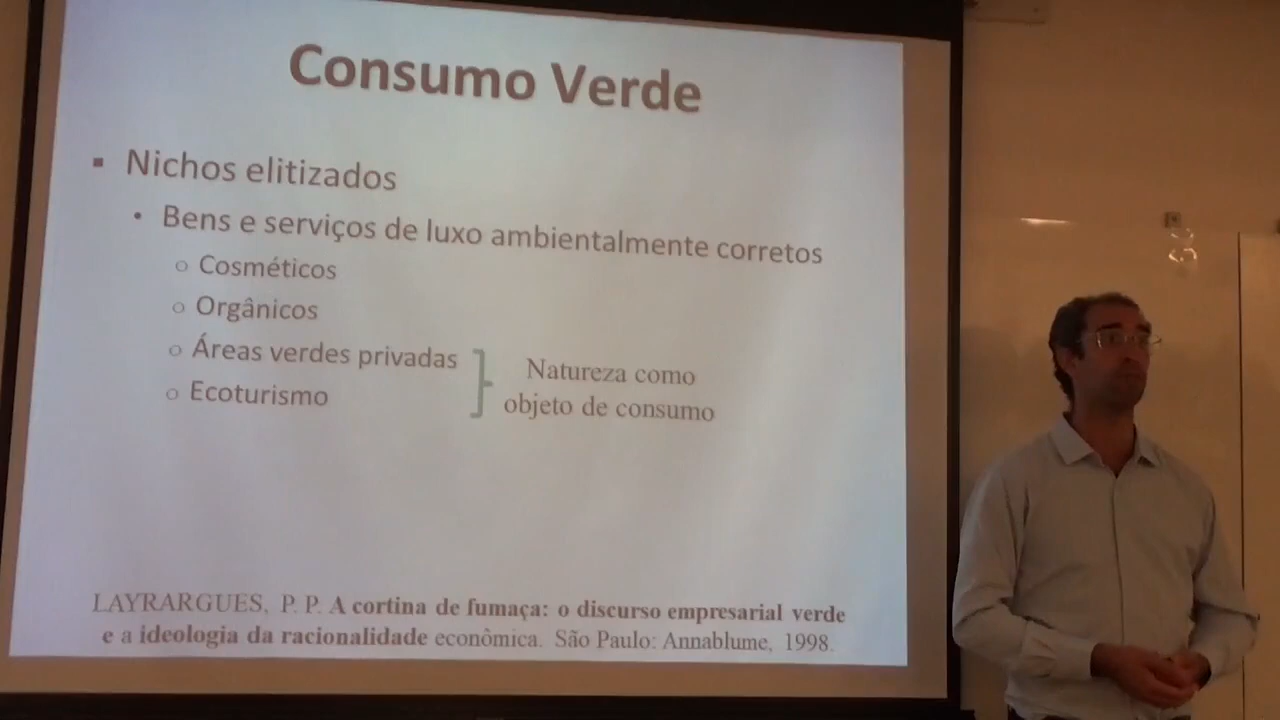 Consumo Verde
▪ Nichos elitizados
• Bens e serviços de luxo ambientalmente corretos
○ Cosméticos
○ Orgânicos
○ Áreas verdes privadas
○ Ecoturismo
Natureza como
objeto de consumo
LAYRARGUES, P. P. A cortina de fumaça: o discurso empresarial verde
e a ideologia da racionalidade econômica. São Paulo: Annablume, 1998.